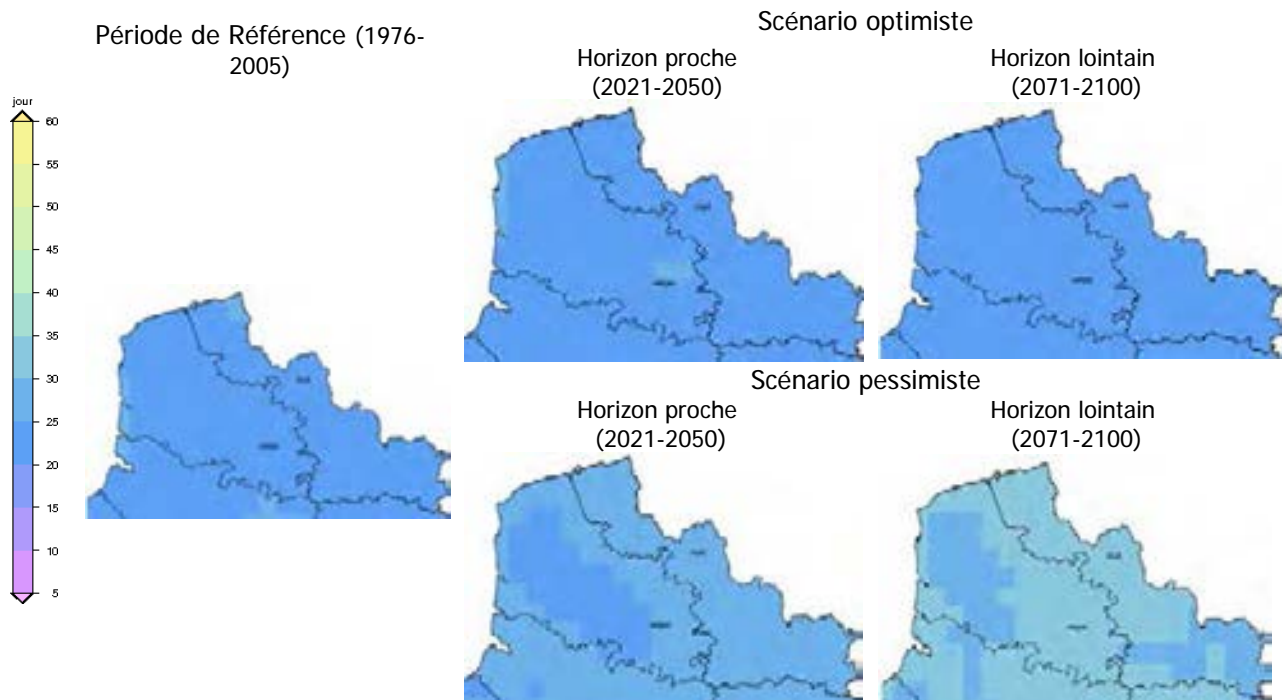 Période de Référence (1976-
2005)
Scénario optimiste
Horizon proche
(2021-2050)
Horizon lointain
(2071-2100)
jour
60
55
50
45
40
35
30
25
20
15
10
5
Scénario pessimiste
Horizon proche
(2021-2050)
Horizon lointain
(2071-2100)